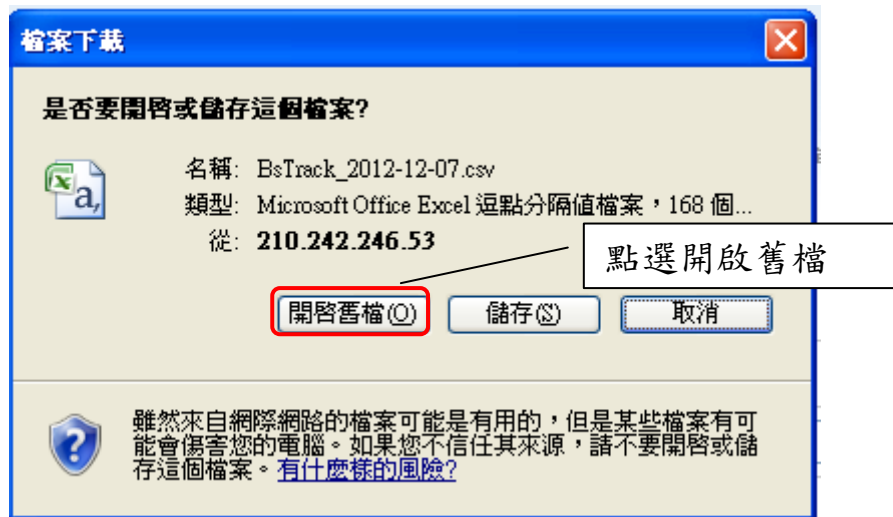 檔案下載
是否要開啓或儲存這個檔案?
名稱: BsTrack_2012-12-07.csv
類型: Microsoft Office Excel 逗點分隔值檔案，168 個...
從: 210.242.246.53
點選開啟舊檔
開啓舊檔(O) 儲存(S) 取消
雖然來自網際網路的檔案可能是有用的，但是某些檔案有可
能會傷害您的電腦。如果您不信任其來源，請不要開啓或儲
存這個檔案。有什麼樣的風險?